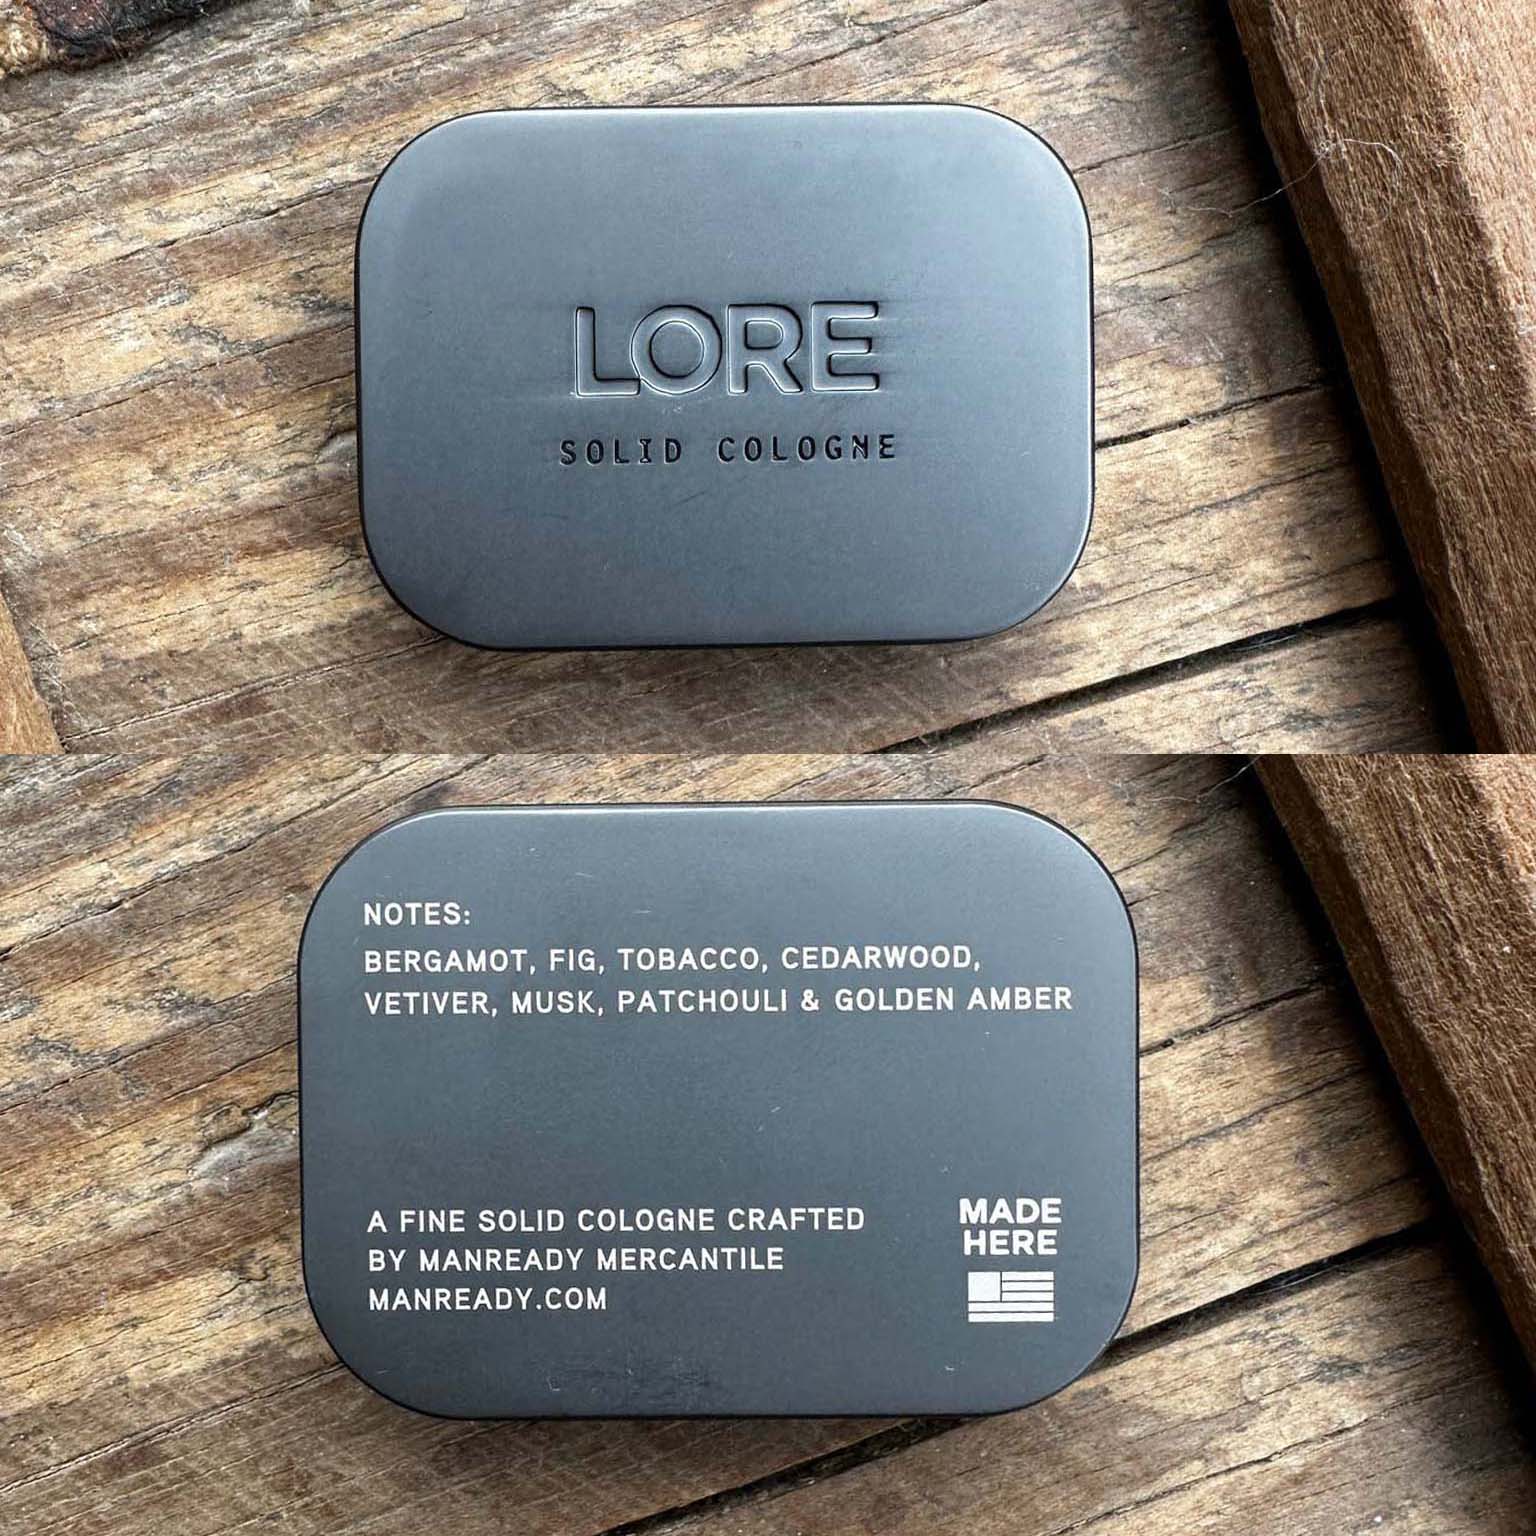 LORE
SOLID COLOGNE
NOTES:
BERGAMOT, FIG, TOBACCO, CEDARWOOD,
VETIVER, MUSK, PATCHOULI & GOLDEN AMBER
A FINE SOLID COLOGNE CRAFTED
BY MANREADY MERCANTILE
MANREADY.COM
MADE
HERE